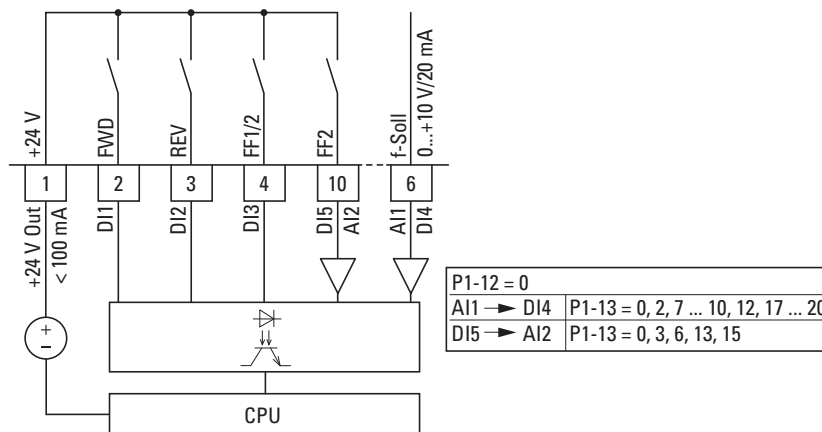 +24 V
FWD
REV
FF1/2
FF2
f-Soll
0...+10 V/20 mA
1
2
3
4
10
6
+24 V Out
< 100 mA
DI1
DI2
DI3
DI5
AI2
AI1
DI4
+
−
CPU
P1-12 = 0
AI1 → DI4 P1-13 = 0, 2, 7 ... 10, 12, 17 ... 20
DI5 → AI2 P1-13 = 0, 3, 6, 13, 15